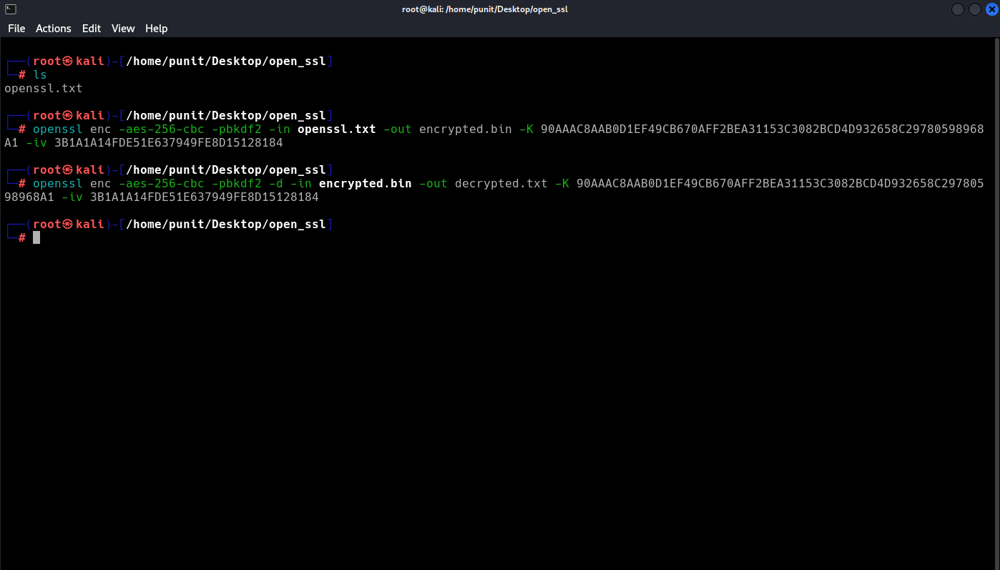 root@kali: /home/punit/Desktop/open_ssl
File Actions Edit View Help
┌──(root㉿kali)-[/home/punit/Desktop/open_ssl]
└─# ls
openssl.txt
┌──(root㉿kali)-[/home/punit/Desktop/open_ssl]
└─# openssl enc -aes-256-cbc -pbkdf2 -in openssl.txt -out encrypted.bin -K 90AAAC8AAB0D1EF49CB670AFF2BEA31153C3082BCD4D932658C29780598968
A1 -iv 3B1A1A14FDE51E637949FE8D15128184
┌──(root㉿kali)-[/home/punit/Desktop/open_ssl]
└─# openssl enc -aes-256-cbc -pbkdf2 -d -in encrypted.bin -out decrypted.txt -K 90AAAC8AAB0D1EF49CB670AFF2BEA31153C3082BCD4D932658C297805
98968A1 -iv 3B1A1A14FDE51E637949FE8D15128184
┌──(root㉿kali)-[/home/punit/Desktop/open_ssl]
└─#